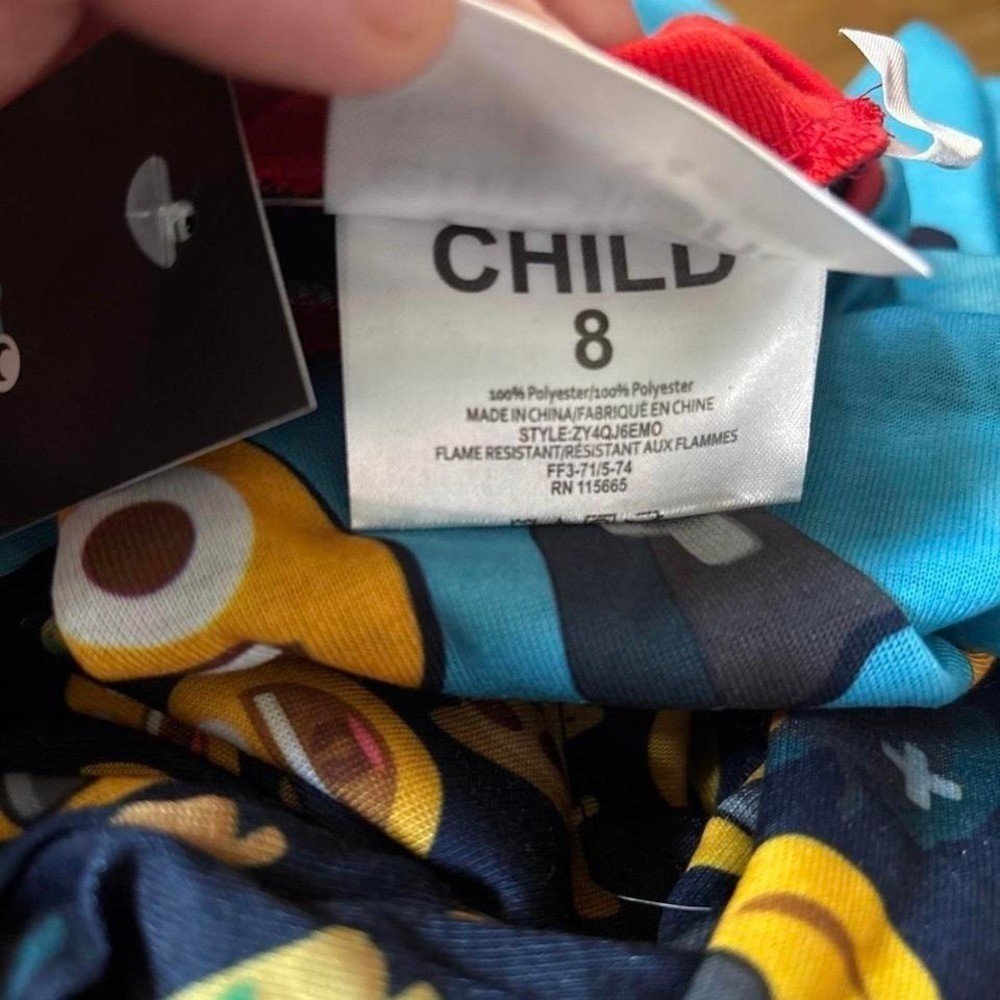 CHILD
8
100% Polyester/100% Polyester
MADE IN CHINA/FABRIQUÉ EN CHINE
STYLE:ZY4QJ6EMO
FLAME RESISTANT/RÉSISTANT AUX FLAMMES
FF3-71/5-74
RN 115665